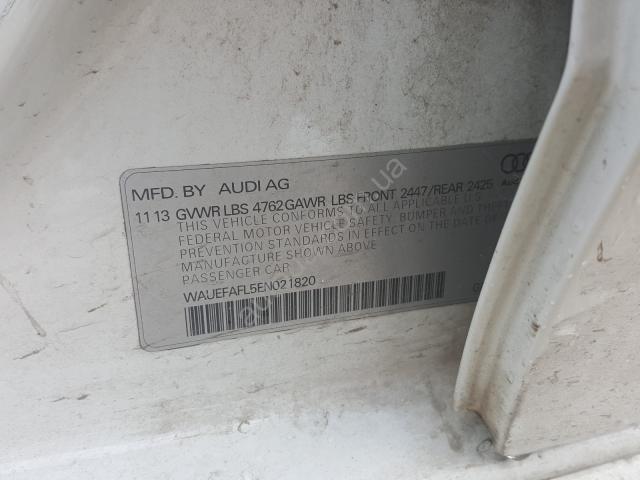 MFD. BY AUDI AG
11 13 GVWR LBS 4762 GAWR LBS FRONT 2447/REAR 2425
THIS VEHICLE CONFORMS TO ALL APPLICABLE U.S.
FEDERAL MOTOR VEHICLE SAFETY, BUMPER AND THEFT
PREVENTION STANDARDS IN EFFECT ON THE DATE OF
MANUFACTURE SHOWN ABOVE.
PASSENGER CAR
WAUEFAFL5EN021820